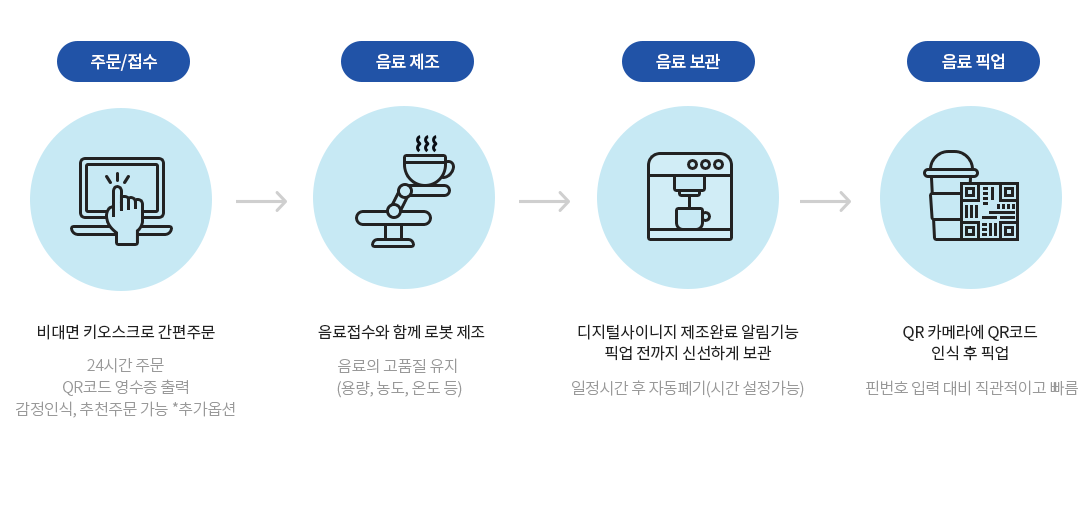 주문/접수
비대면 키오스크로 간편주문
24시간 주문
QR코드 영수증 출력
감정인식, 추천주문 가능 *추가옵션
음료 제조
음료접수와 함께 로봇 제조
음료의 고품질 유지
(용량, 농도, 온도 등)
음료 보관
디지털사이니지 제조완료 알림기능
픽업 전까지 신선하게 보관
일정시간 후 자동폐기(시간 설정가능)
음료 픽업
QR 카메라에 QR코드
인식 후 픽업
핀번호 입력 대비 직관적이고 빠름